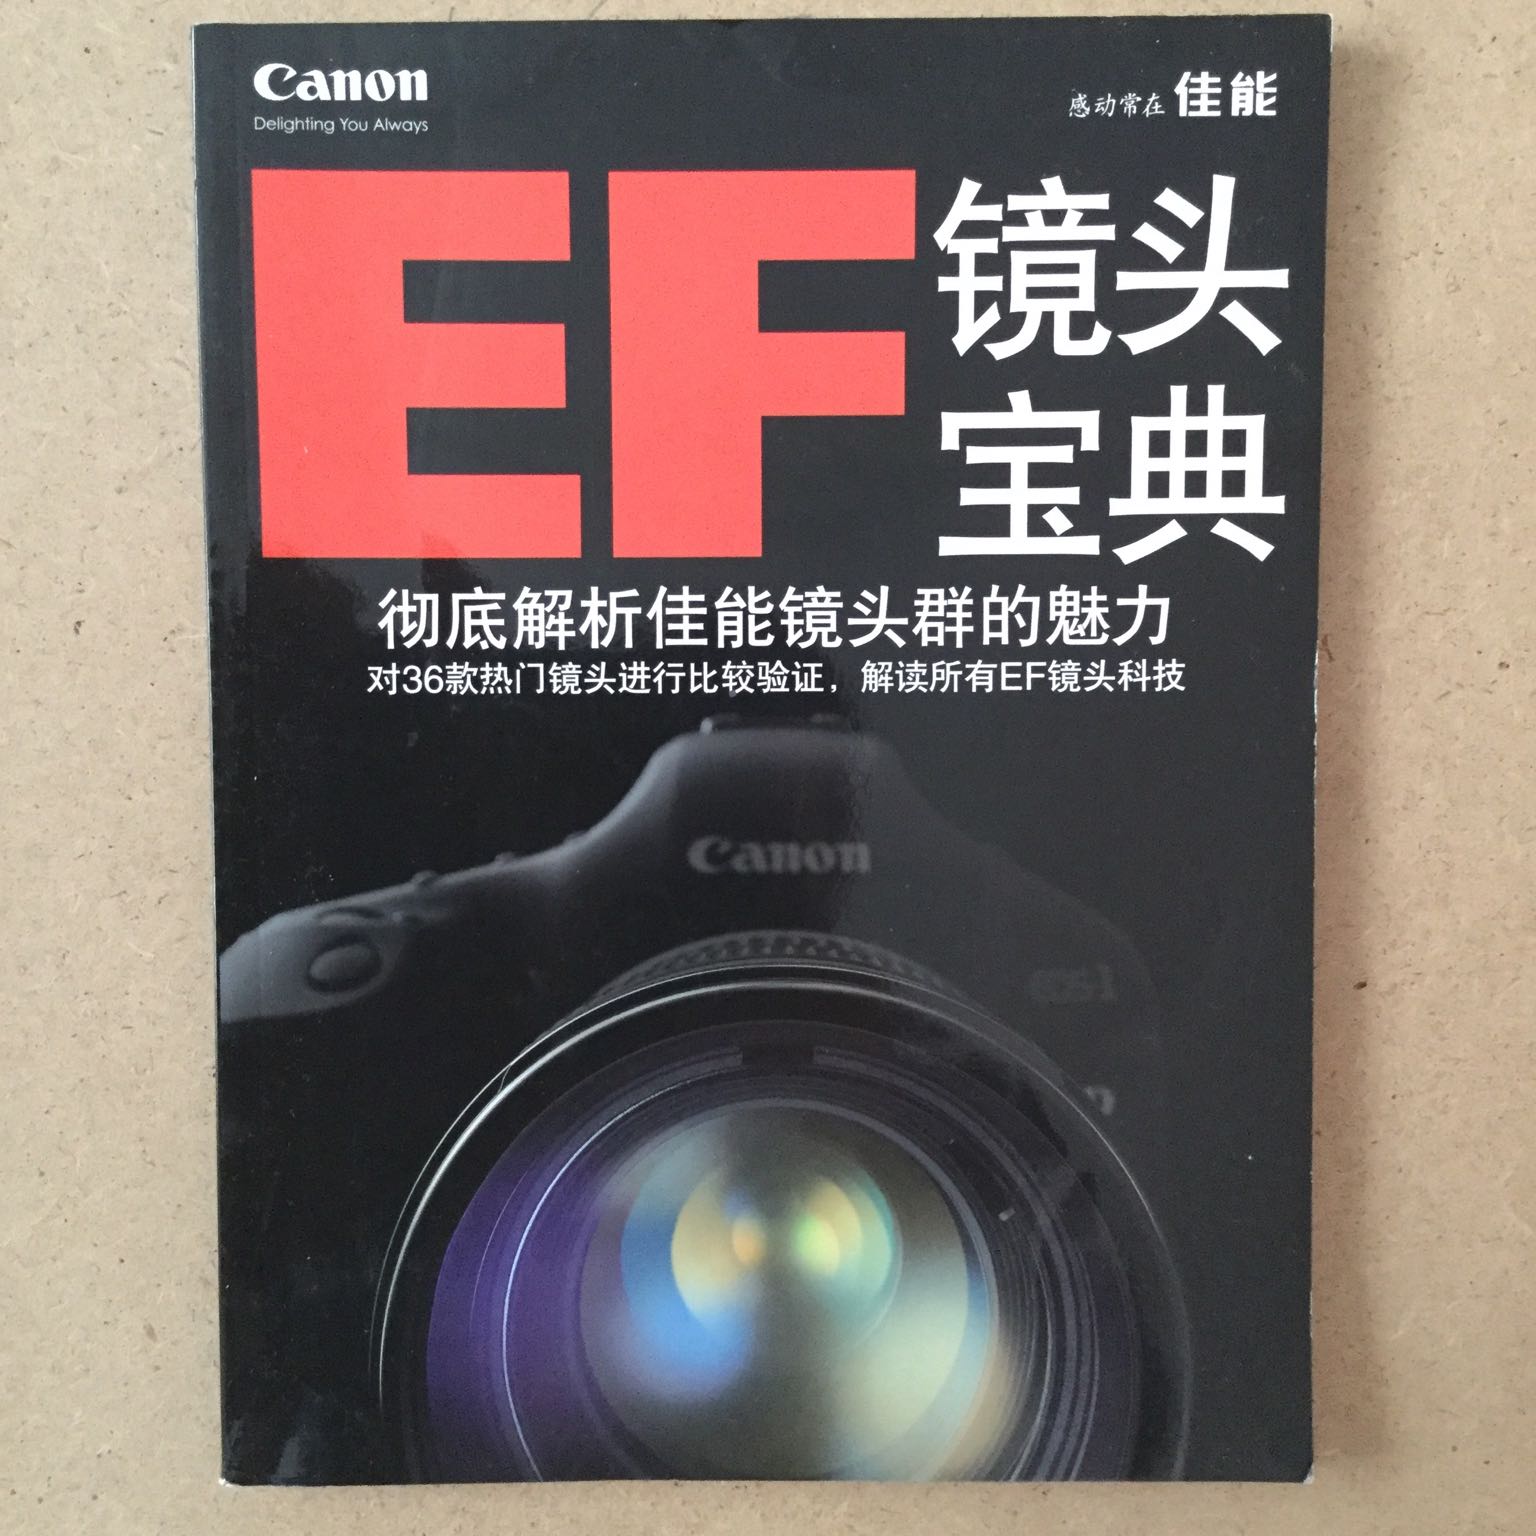 Canon
Delighting You Always
感动常在 佳能
EF 镜头
宝典
彻底解析佳能镜头群的魅力
对36款热门镜头进行比较验证，解读所有EF镜头科技
Canon